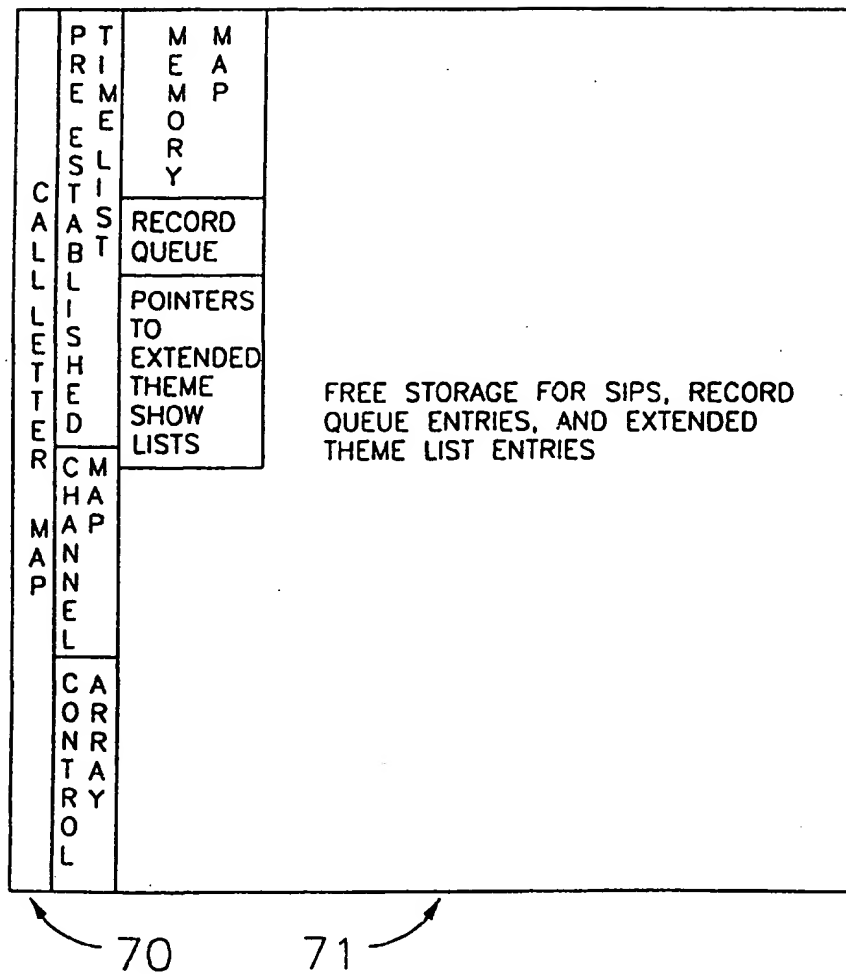 CALL LETTER MAP
PRE ESTABLISHED
TIME LIST
CHANNEL
MAP
CONTROL
ARRAY
MEMORY
MAP
RECORD
QUEUE
POINTERS
TO
EXTENDED
THEME
SHOW
LISTS
FREE STORAGE FOR SIPS, RECORD
QUEUE ENTRIES, AND EXTENDED
THEME LIST ENTRIES
70
71